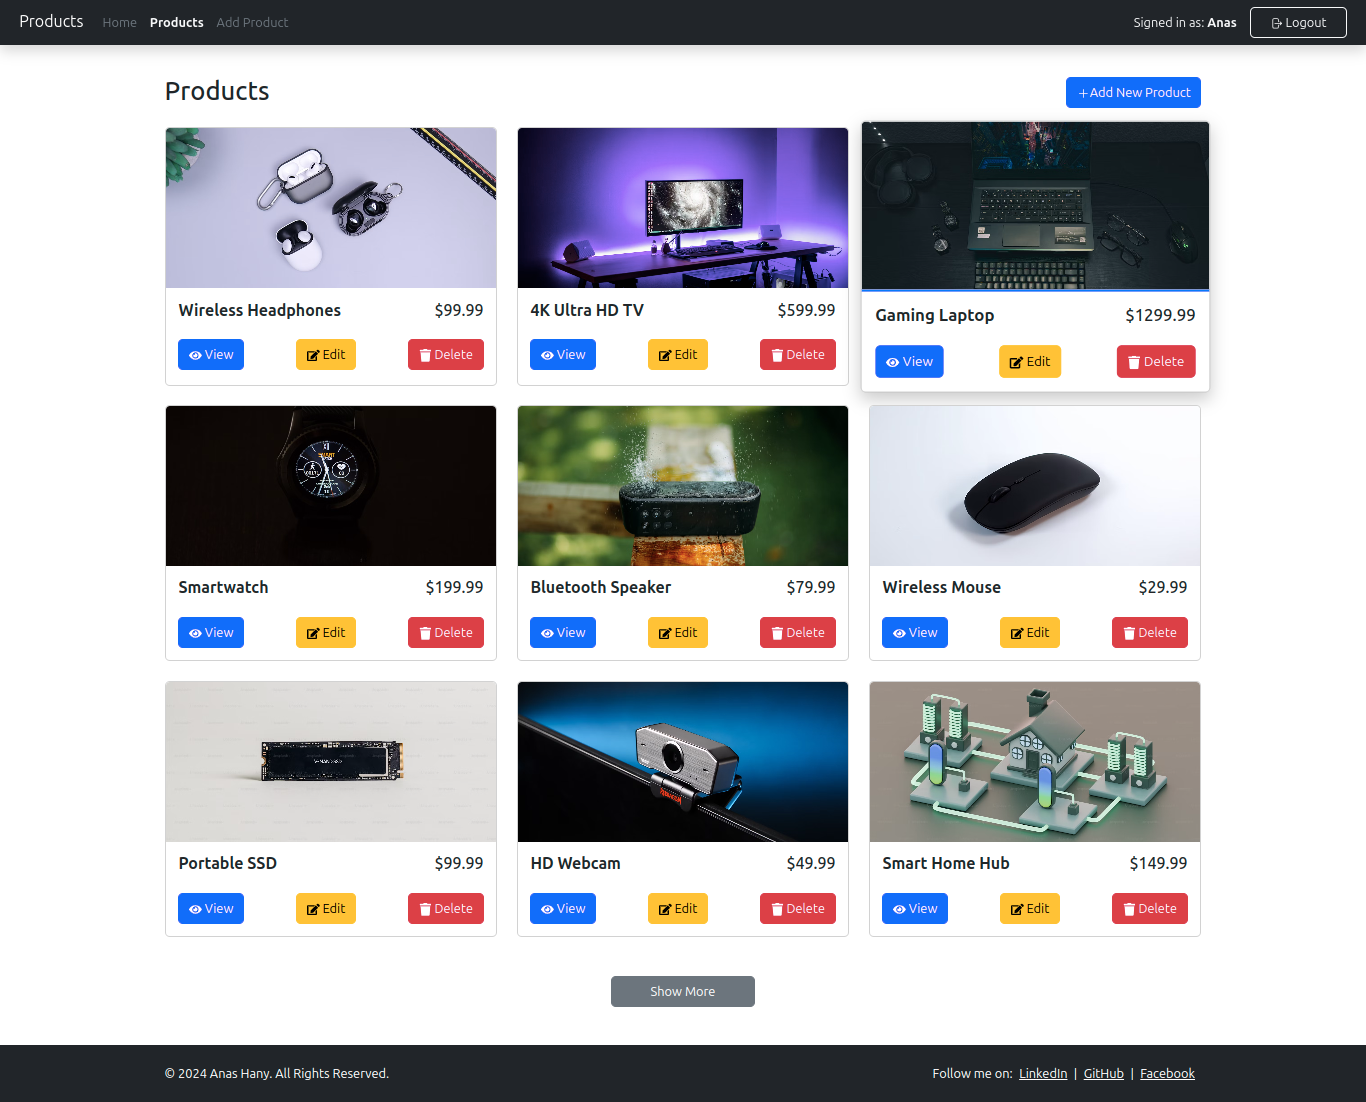 Products Home Products Add Product Signed in as: Anas Logout
Products + Add New Product
Wireless Headphones $99.99
View Edit Delete
4K Ultra HD TV $599.99
View Edit Delete
Gaming Laptop $1299.99
View Edit Delete
SMART
Smartwatch $199.99
View Edit Delete
Bluetooth Speaker $79.99
View Edit Delete
Wireless Mouse $29.99
View Edit Delete
Portable SSD $99.99
View Edit Delete
HD Webcam $49.99
View Edit Delete
Smart Home Hub $149.99
View Edit Delete
Show More
© 2024 Anas Hany. All Rights Reserved. Follow me on: LinkedIn | GitHub | Facebook